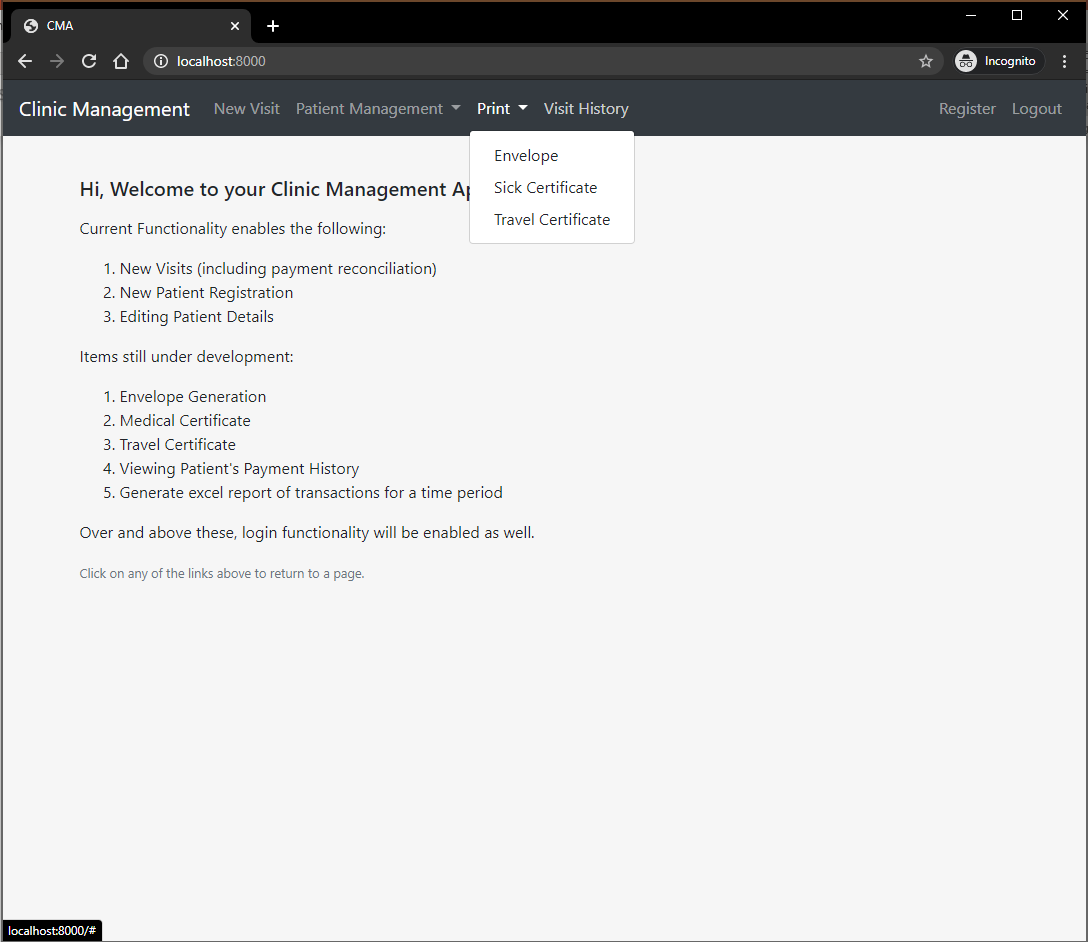 CMA
localhost:8000
Incognito
Clinic Management
New Visit
Patient Management
Print
Visit History
Register
Logout
Envelope
Sick Certificate
Travel Certificate
Hi, Welcome to your Clinic Management Ap
Current Functionality enables the following:
1. New Visits (including payment reconciliation)
2. New Patient Registration
3. Editing Patient Details
Items still under development:
1. Envelope Generation
2. Medical Certificate
3. Travel Certificate
4. Viewing Patient's Payment History
5. Generate excel report of transactions for a time period
Over and above these, login functionality will be enabled as well.
Click on any of the links above to return to a page.
localhost:8000/#